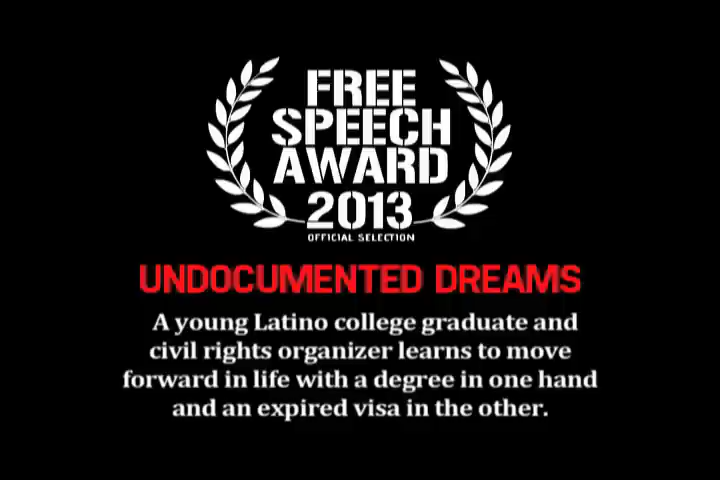 FREE
SPEECH
AWARD
2013
OFFICIAL SELECTION
UNDOCUMENTED DREAMS
A young Latino college graduate and
civil rights organizer learns to move
forward in life with a degree in one hand
and an expired visa in the other.